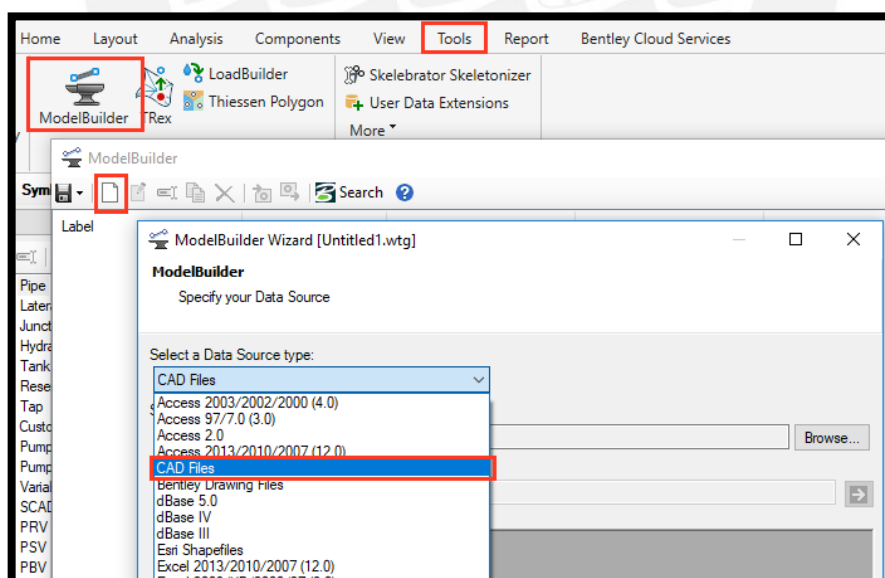 Home Layout Analysis Components View Tools Report Bentley Cloud Services
LoadBuilder Skelebrator Skeletonizer
Thiessen Polygon User Data Extensions
ModelBuilder TRex More
ModelBuilder
Sym Search
Label
ModelBuilder Wizard [Untitled1.wtg]
ModelBuilder
Specify your Data Source
Pipe
Later
Junct
Hydra
Tank
Rese
Tap
Custo
Pump
Pump
Varial
SCAD
PRV
PSV
PBV
Select a Data Source type:
CAD Files
Access 2003/2002/2000 (4.0)
Access 97/7.0 (3.0)
Access 2.0
Access 2013/2010/2007 (12.0)
CAD Files
Bentley Drawing Files
dBase 5.0
dBase IV
dBase III
Esri Shapefiles
Excel 2013/2010/2007 (12.0)
Browse...